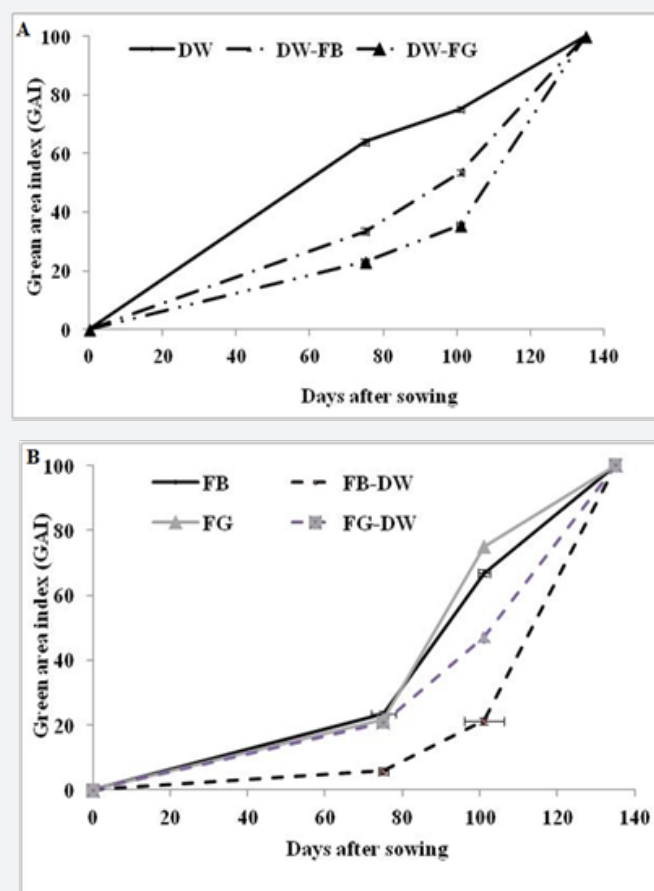 A
100
80
60
40
20
0
DW DW-FB DW-FG
Grean area index (GAI)
0 20 40 60 80 100 120 140
Days after sowing
B
100
80
60
40
20
0
FB FB-DW
FG FG-DW
Green area index (GAI)
0 20 40 60 80 100 120 140
Days after sowing